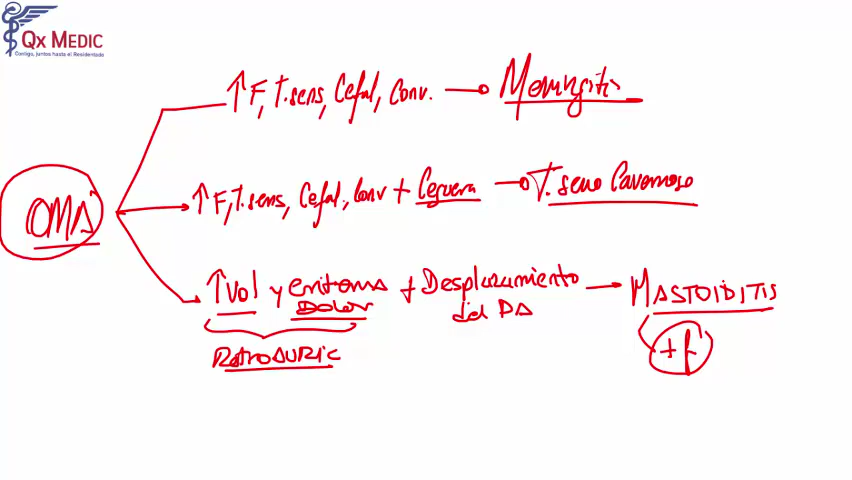 Qx MEDIC
Contigo, juntos hasta el Residentado
↑F, T.sens, Cefal, Conv. → Meningitis
OMA
↑F, T.sens, Cefal, Conv + Ceguera → T. seno Cavernoso
↑Vol y eritema + Desplazamiento → MASTOIDITIS
Dolor del PA
RetroAURIC
+f